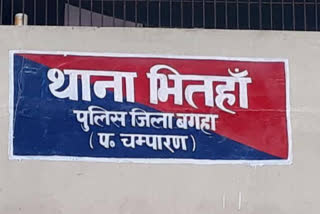 थाना भितहाँ
पुलिस जिला बगहा
( प० चम्पारण )